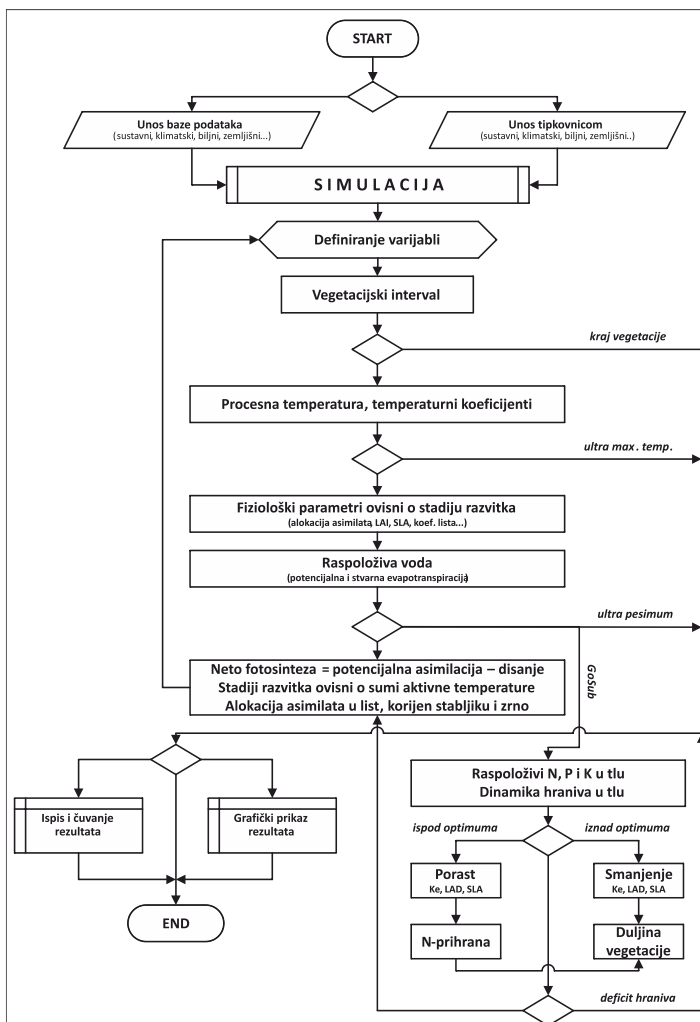 START
Unos baze podataka
(sustavni, klimatski, biljni, zemljišni...)
Unos tipkovnicom
(sustavni, klimatski, biljni, zemljišni..)
SIMULACIJA
Definiranje varijabli
Vegetacijski interval
kraj vegetacije
Procesna temperatura, temperaturni koeficijenti
ultra max. temp.
Fiziološki parametri ovisni o stadiju razvitka
(alokacija asimilata, LAI, SLA, koef. lista...)
Raspoloživa voda
(potencijalna i stvarna evapotranspiracija)
ultra pesimum
GoSub
Neto fotosinteza = potencijalna asimilacija – disanje
Stadiji razvitka ovisni o sumi aktivne temperature
Alokacija asimilata u list, korijen stabljiku i zrno
Raspoloživi N, P i K u tlu
Dinamika hraniva u tlu
Ispis i čuvanje
rezultata
Grafički prikaz
rezultata
ispod optimuma
iznad optimuma
Porast
Ke, LAD, SLA
Smanjenje
Ke, LAD, SLA
END
N-prihrana
Duljina
vegetacije
deficit hraniva